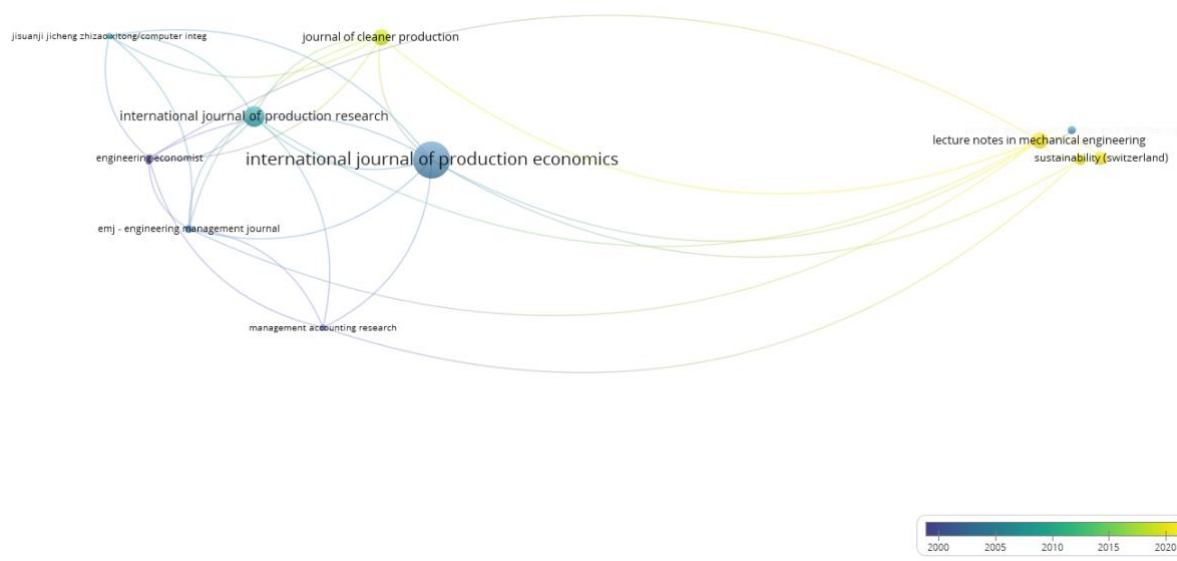 jisuanji jicheng zhizao xitong/computer integ
journal of cleaner production
international journal of production research
lecture notes in mechanical engineering
engineering economist
international journal of production economics
sustainability (switzerland)
emj - engineering management journal
management accounting research
2000 2005 2010 2015 2020